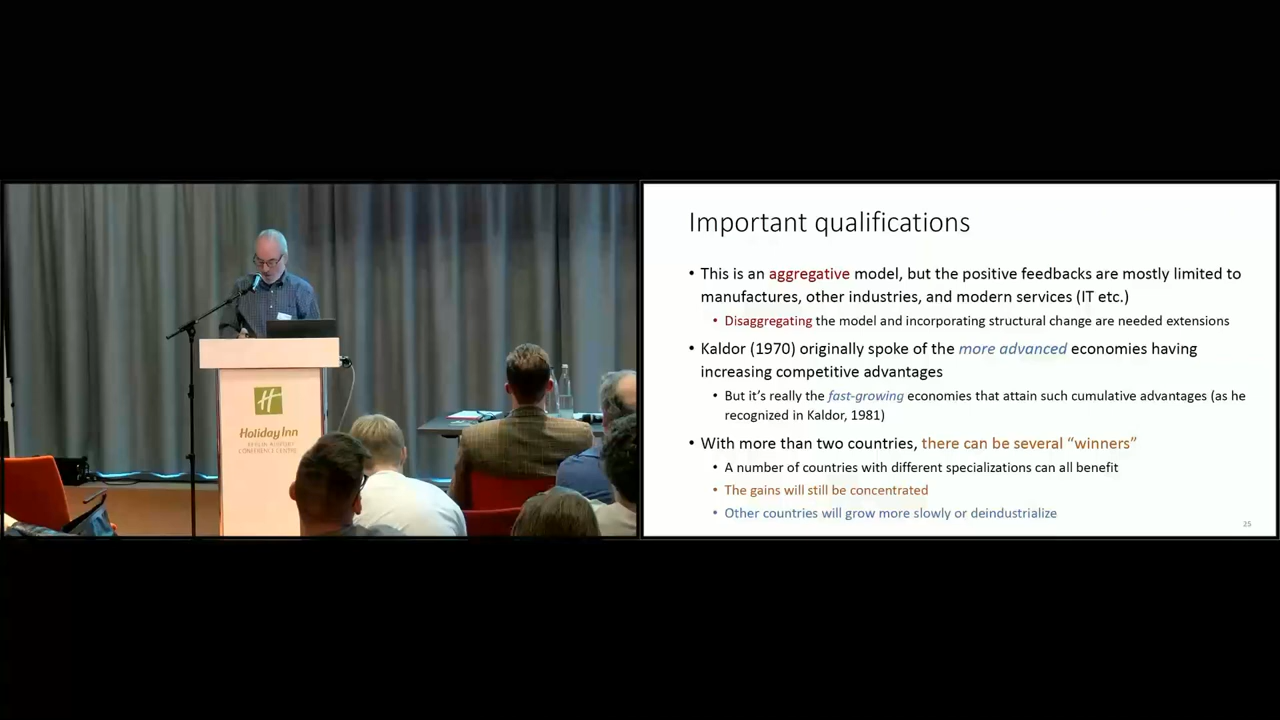 Holiday Inn
BERLIN AIRPORT
CONFERENCE CENTRE
Important qualifications
• This is an aggregative model, but the positive feedbacks are mostly limited to
manufactures, other industries, and modern services (IT etc.)
• Disaggregating the model and incorporating structural change are needed extensions
• Kaldor (1970) originally spoke of the more advanced economies having
increasing competitive advantages
• But it’s really the fast-growing economies that attain such cumulative advantages (as he
recognized in Kaldor, 1981)
• With more than two countries, there can be several “winners”
• A number of countries with different specializations can all benefit
• The gains will still be concentrated
• Other countries will grow more slowly or deindustrialize
25